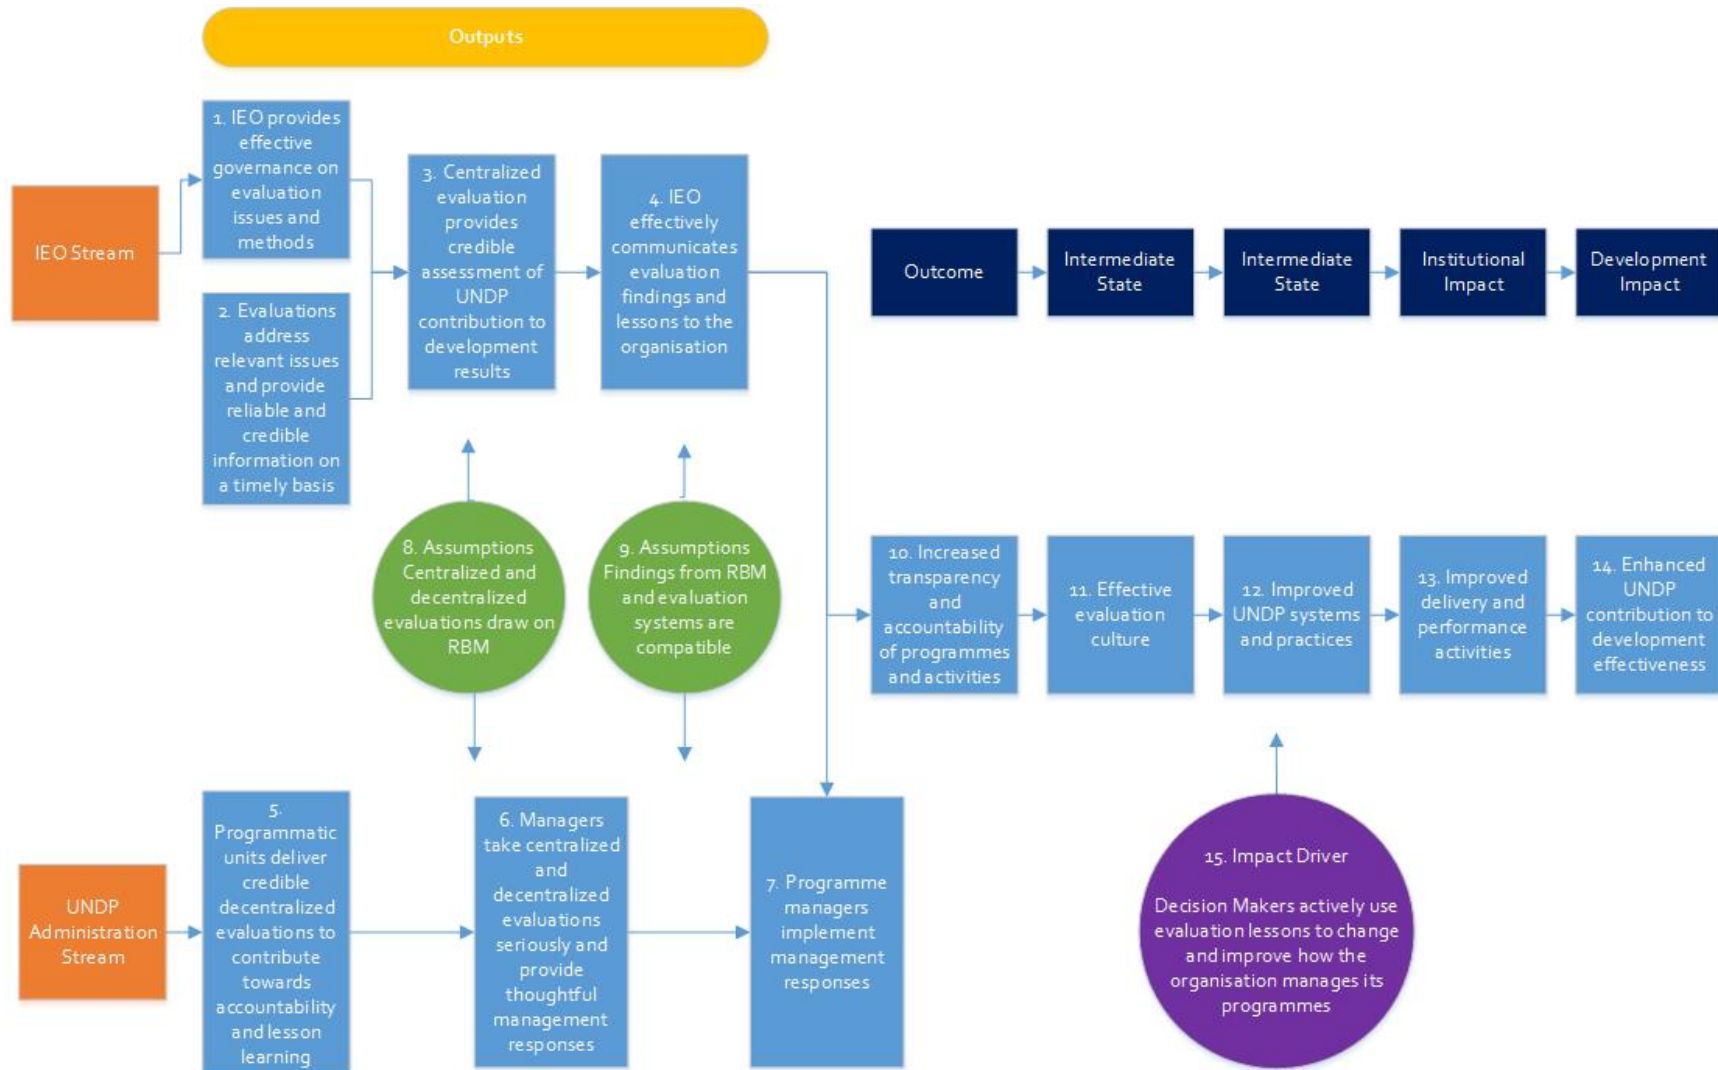 Outputs
1. IEO provides
effective
governance on
evaluation
issues and
methods
IEO Stream
2. Evaluations
address
relevant issues
and provide
reliable and
credible
information on
a timely basis
3. Centralized
evaluation
provides
credible
assessment of
UNDP
contribution to
development
results
4. IEO
effectively
communicates
evaluation
findings and
lessons to the
organisation
Outcome
Intermediate
State
Intermediate
State
Institutional
Impact
Development
Impact
8. Assumptions
Centralized and
decentralized
evaluations draw on
RBM
9. Assumptions
Findings from RBM
and evaluation
systems are
compatible
10. Increased
transparency
and
accountability
of programmes
and activities
11. Effective
evaluation
culture
12. Improved
UNDP systems
and practices
13. Improved
delivery and
performance
activities
14. Enhanced
UNDP
contribution to
development
effectiveness
UNDP
Administration
Stream
5.
Programmatic
units deliver
credible
decentralized
evaluations to
contribute
towards
accountability
and lesson
learning
6. Managers
take centralized
and
decentralized
evaluations
seriously and
provide
thoughtful
management
responses
7. Programme
managers
implement
management
responses
15. Impact Driver
Decision Makers actively use
evaluation lessons to change
and improve how the
organisation manages its
programmes